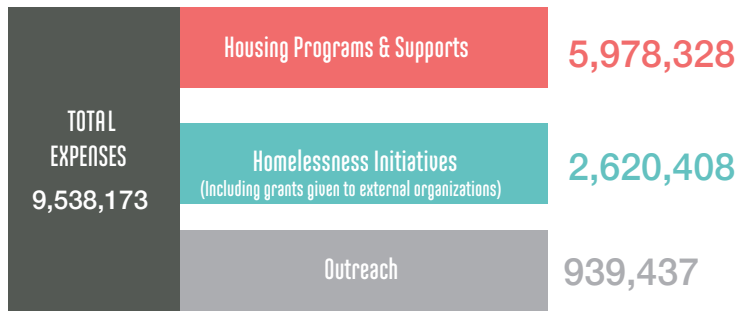 TOTAL
EXPENSES
9,538,173
Housing Programs & Supports
5,978,328
Homelessness Initiatives
(Including grants given to external organizations)
2,620,408
Outreach
939,437